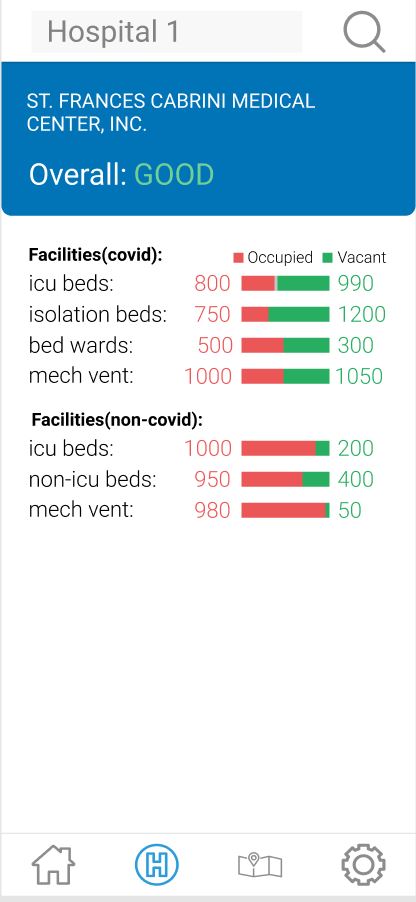 Hospital 1
ST. FRANCES CABRINI MEDICAL
CENTER, INC.
Overall: GOOD
Facilities(covid): Occupied Vacant
icu beds: 800 990
isolation beds: 750 1200
bed wards: 500 300
mech vent: 1000 1050
Facilities(non-covid):
icu beds: 1000 200
non-icu beds: 950 400
mech vent: 980 50
H